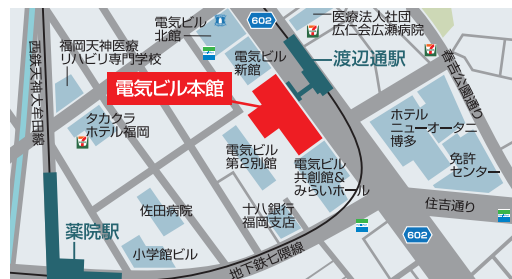 電気ビル
北館
602
医療法人社団
広仁会広瀬病院
福岡天神医療
リハビリ専門学校
電気ビル
新館
渡辺通駅
西鉄天神大牟田線
電気ビル本館
春吉公園通り
タカクラ
ホテル福岡
ホテル
ニューオータニ
博多
電気ビル
第2別館
電気ビル
共創館&
みらいホール
免許
センター
佐田病院
十八銀行
福岡支店
住吉通り
薬院駅
602
小学館ビル
地下鉄七隈線